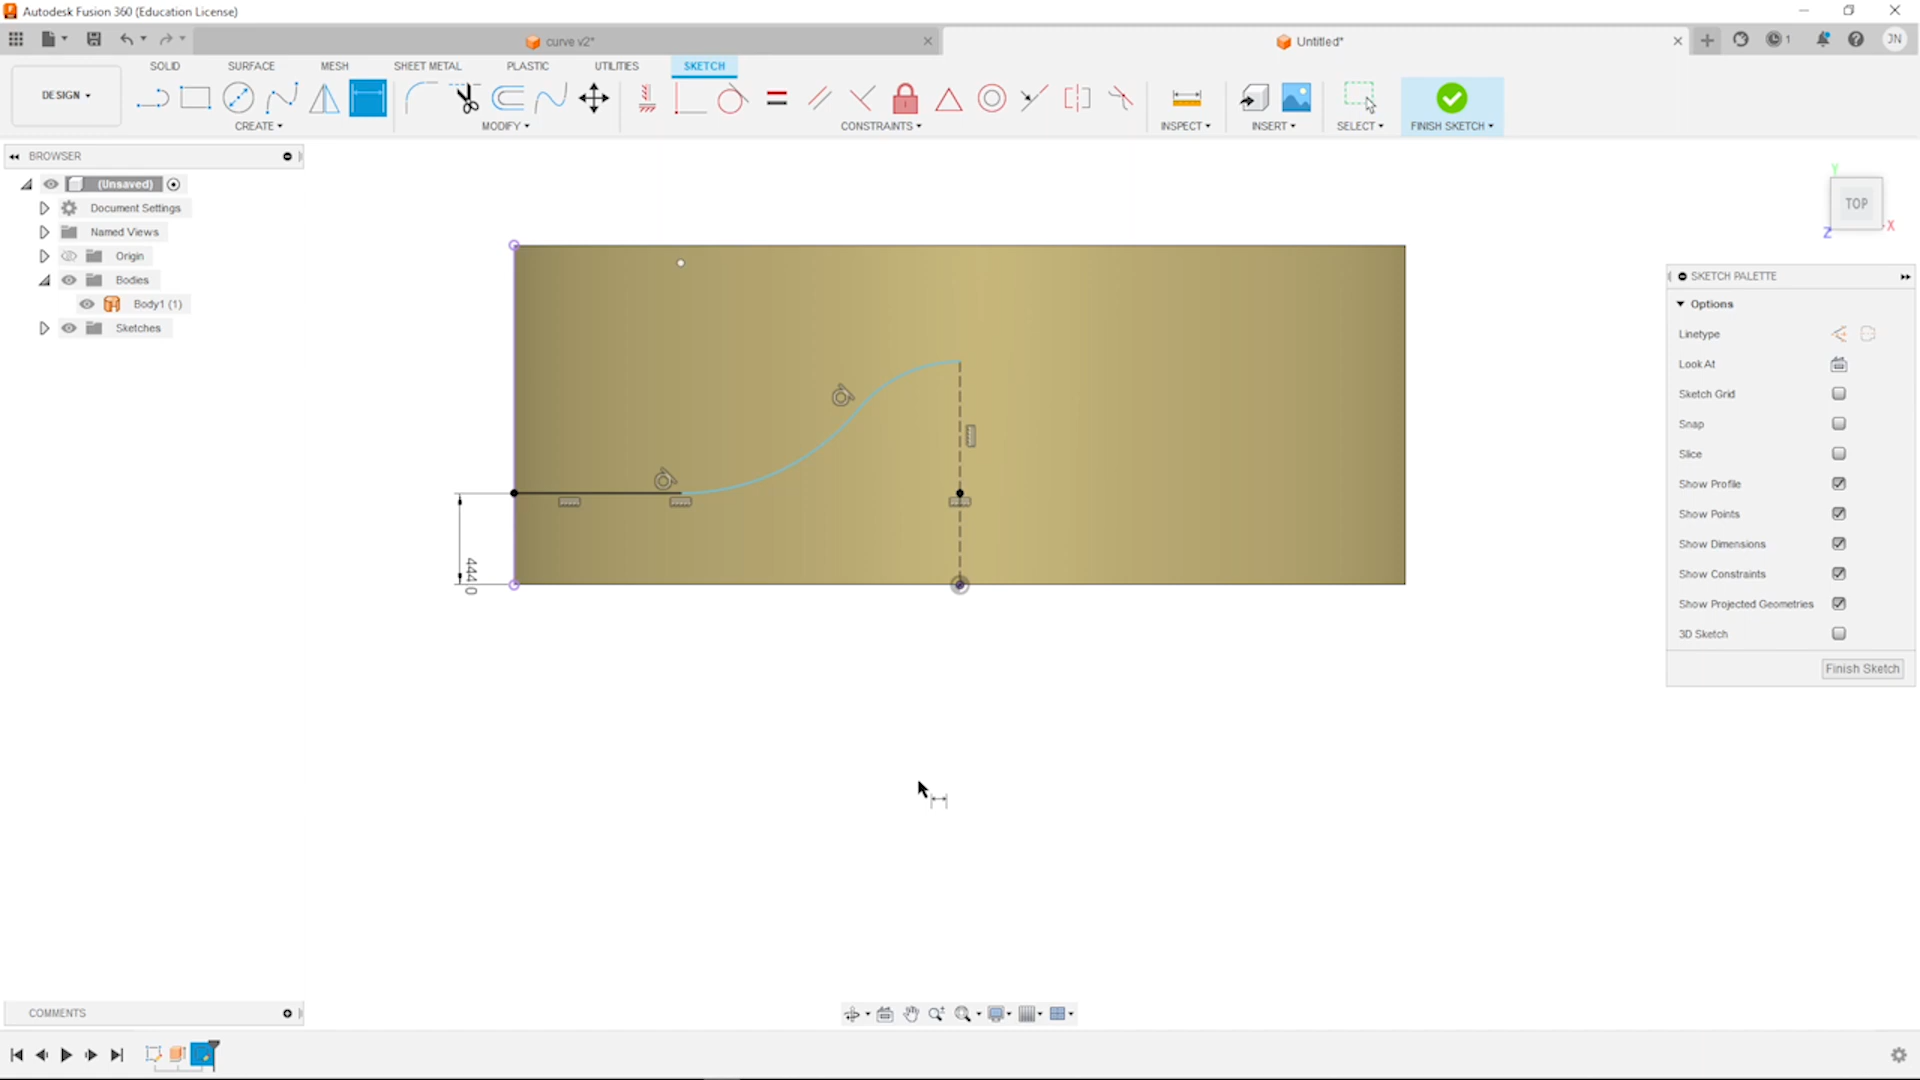 Autodesk Fusion 360 (Education License)
curve v2*
Untitled*
1
JN
DESIGN
SOLID
SURFACE
MESH
SHEET METAL
PLASTIC
UTILITIES
SKETCH
CREATE
MODIFY
CONSTRAINTS
INSPECT
INSERT
SELECT
FINISH SKETCH
BROWSER
(Unsaved)
Document Settings
Named Views
Origin
Bodies
Body1 (1)
Sketches
Y
TOP
X
Z
SKETCH PALETTE
Options
Linetype
Look At
Sketch Grid
Snap
Slice
Show Profile
Show Points
Show Dimensions
Show Constraints
Show Projected Geometries
3D Sketch
Finish Sketch
COMMENTS